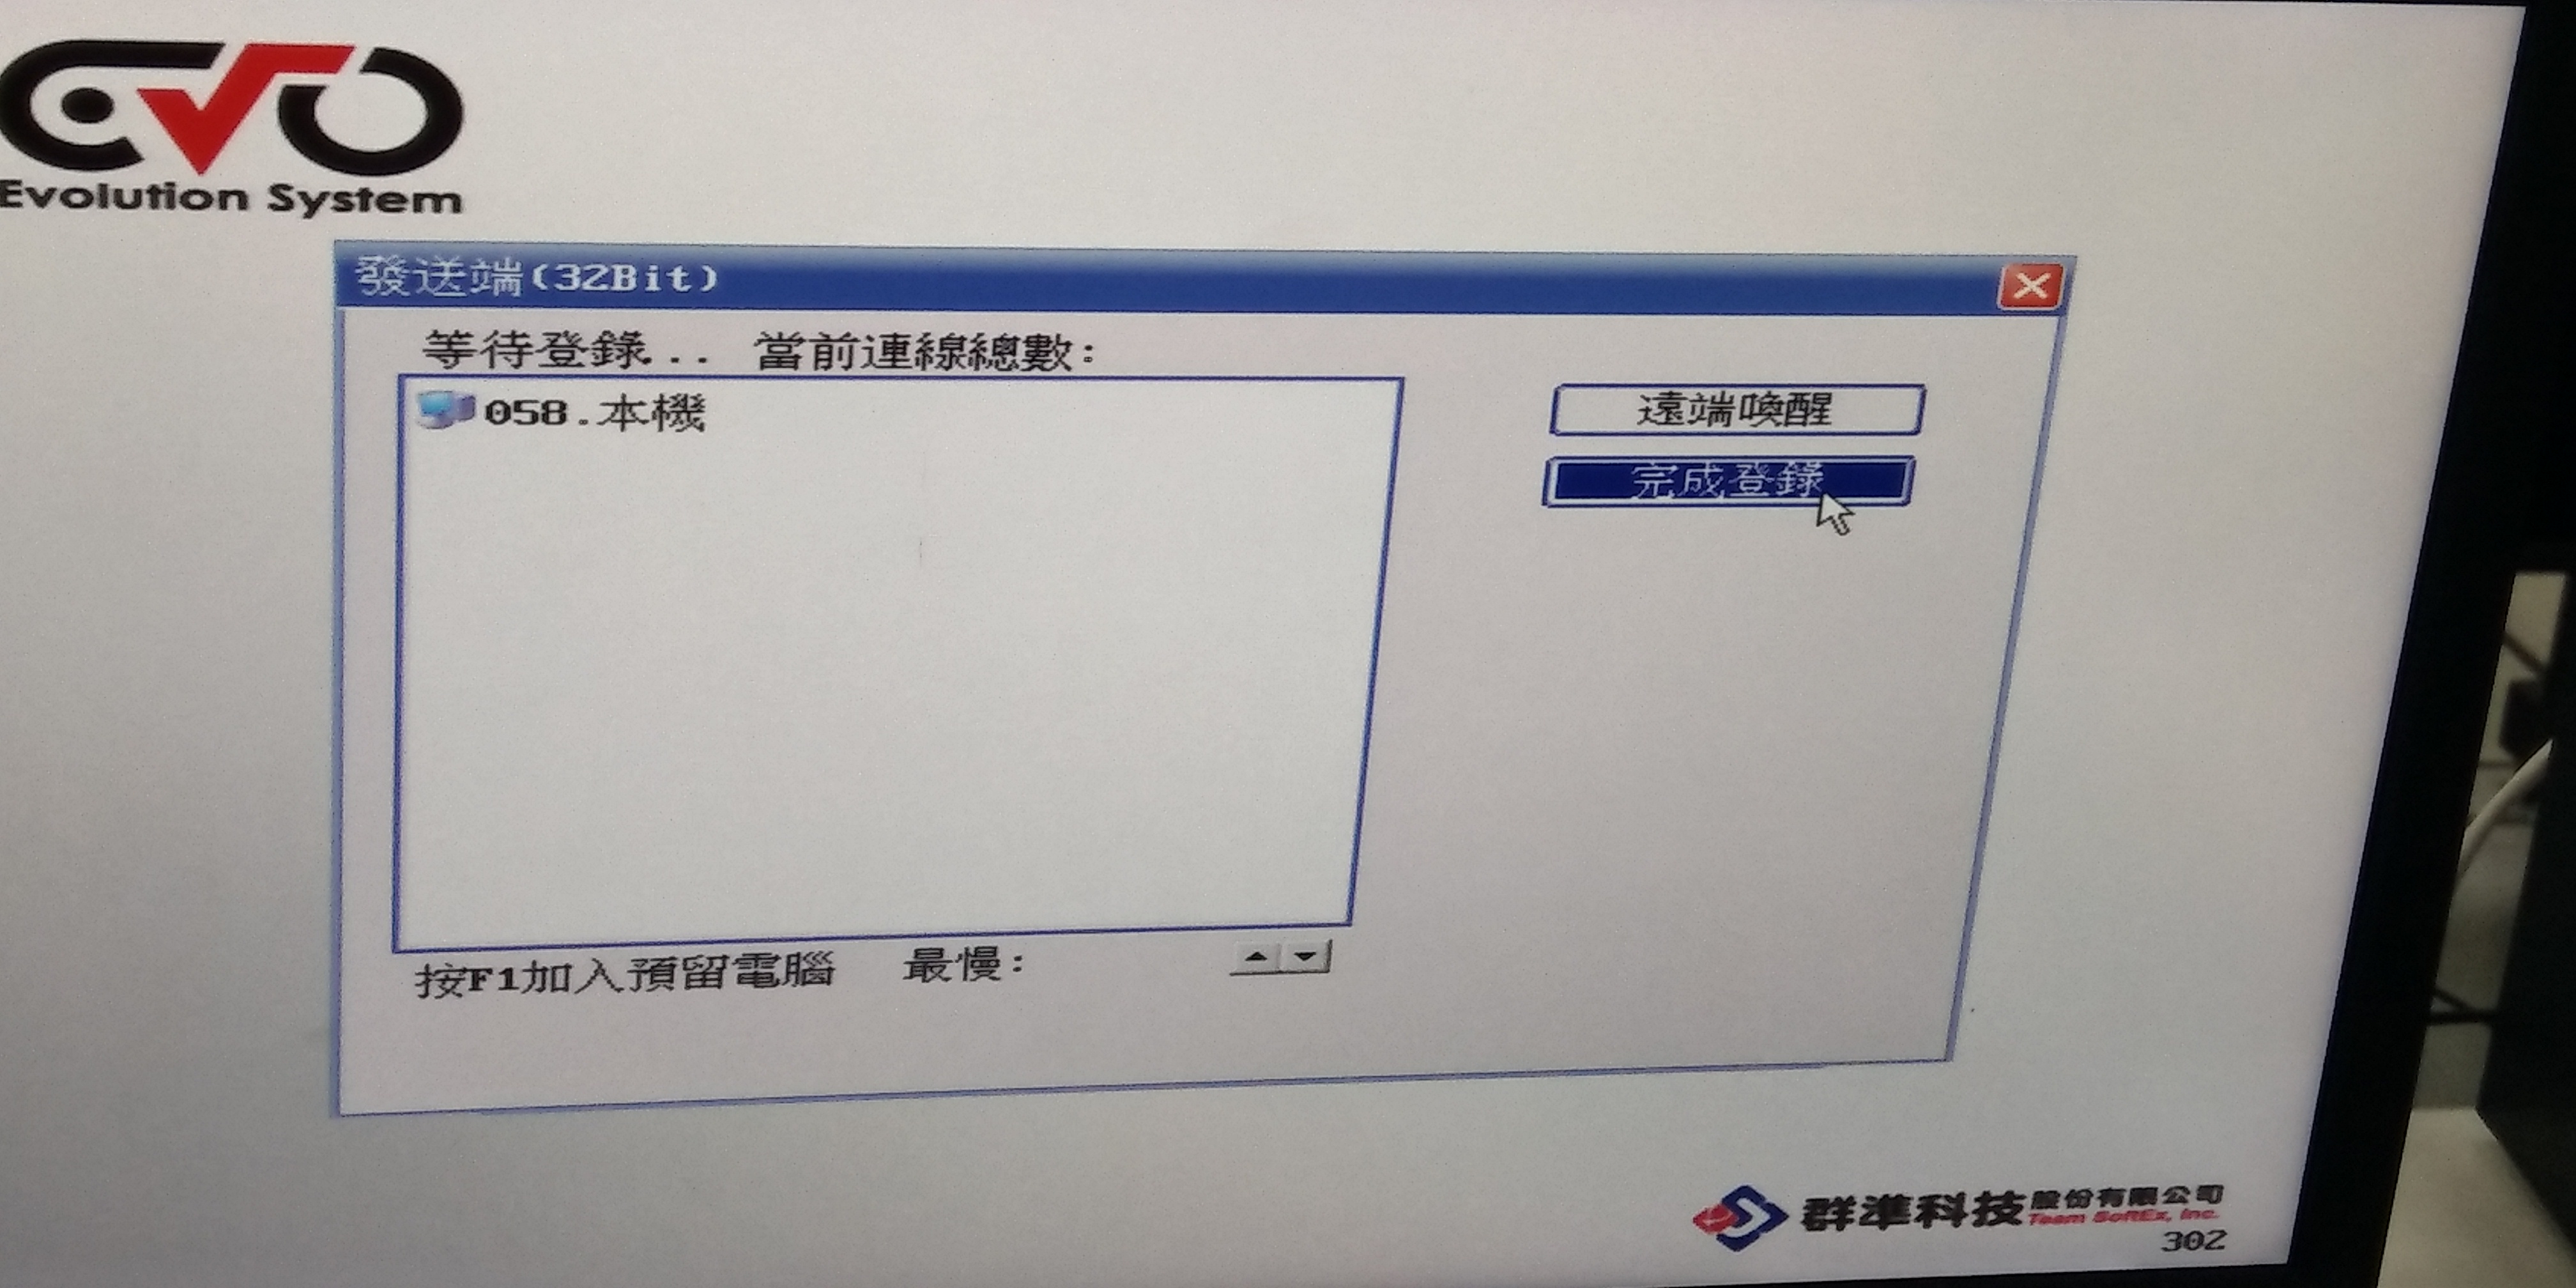 evo
Evolution System
發送端(32Bit)
等待登錄... 當前連線總數:
058.本機
遠端喚醒
完成登錄
按F1加入預留電腦 最慢:
群準科技股份有限公司
Team SoftEx, Inc.
302